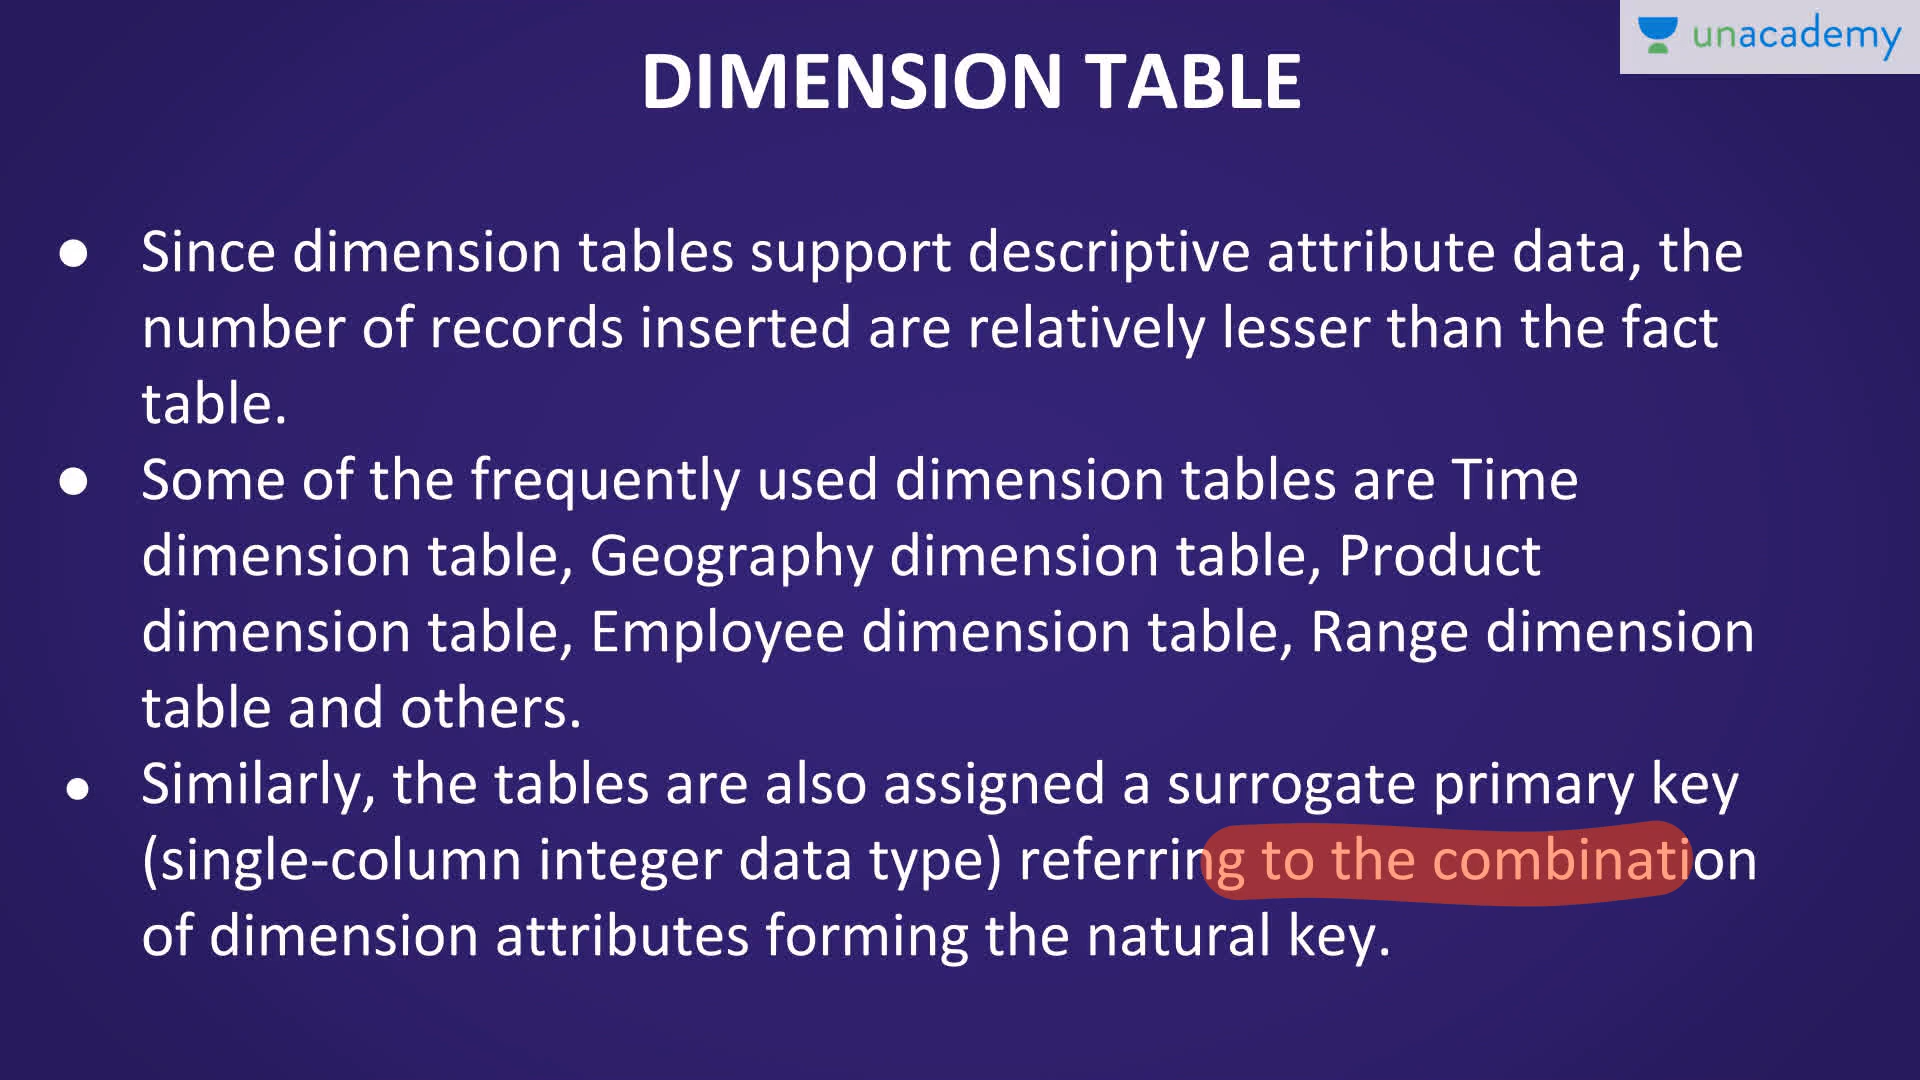 unacademy
DIMENSION TABLE
● Since dimension tables support descriptive attribute data, the
number of records inserted are relatively lesser than the fact
table.
● Some of the frequently used dimension tables are Time
dimension table, Geography dimension table, Product
dimension table, Employee dimension table, Range dimension
table and others.
● Similarly, the tables are also assigned a surrogate primary key
(single-column integer data type) referring to the combination
of dimension attributes forming the natural key.